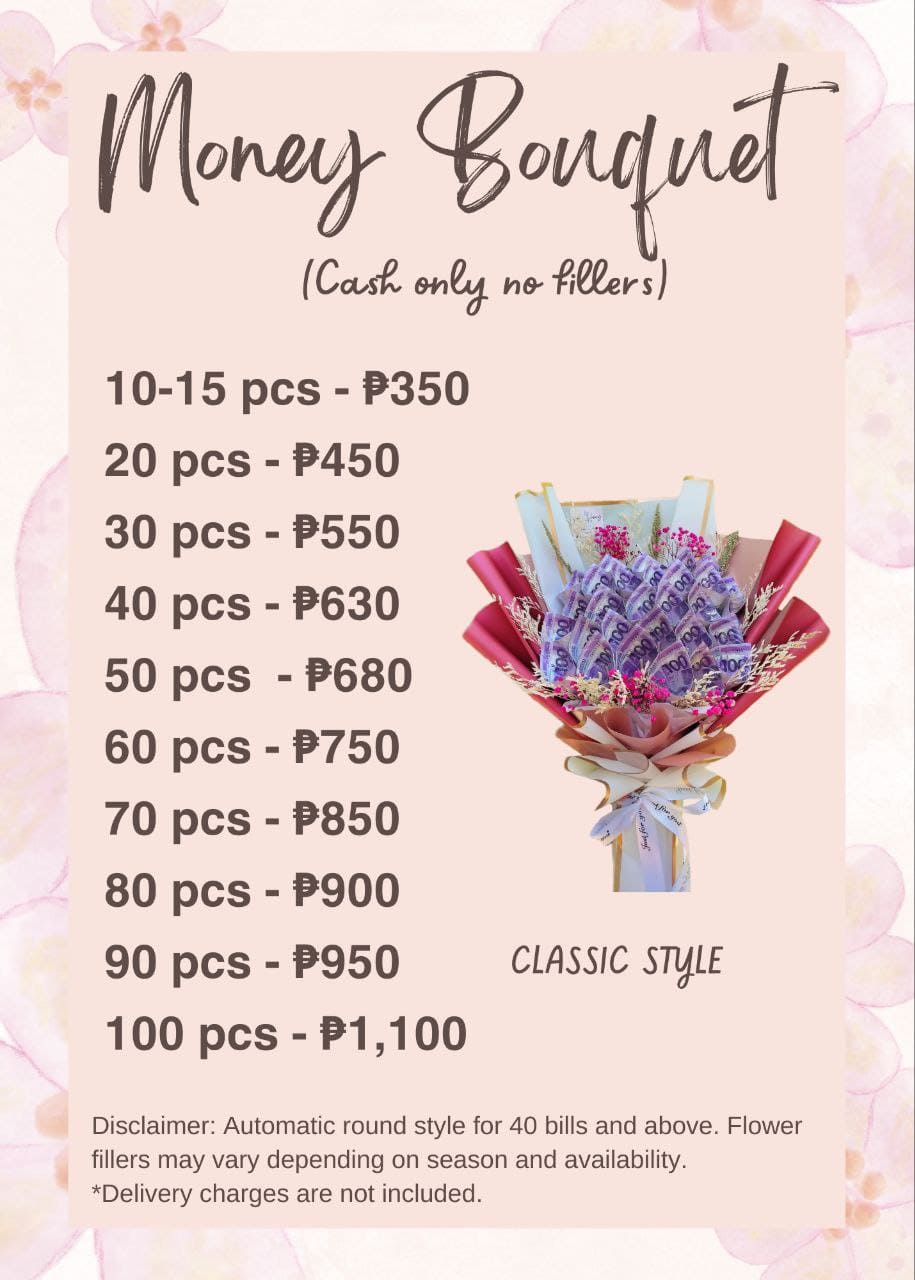 Money Bouquet
(Cash only no fillers)
10-15 pcs - ₱350
20 pcs - ₱450
30 pcs - ₱550
40 pcs - ₱630
50 pcs - ₱680
60 pcs - ₱750
70 pcs - ₱850
80 pcs - ₱900
90 pcs - ₱950
100 pcs - ₱1,100
CLASSIC STYLE
Disclaimer: Automatic round style for 40 bills and above. Flower
fillers may vary depending on season and availability.
*Delivery charges are not included.